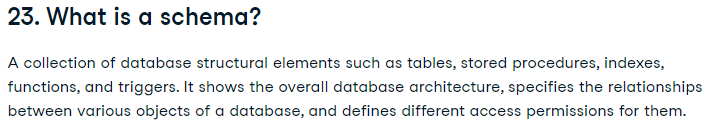 23. What is a schema?
A collection of database structural elements such as tables, stored procedures, indexes,
functions, and triggers. It shows the overall database architecture, specifies the relationships
between various objects of a database, and defines different access permissions for them.